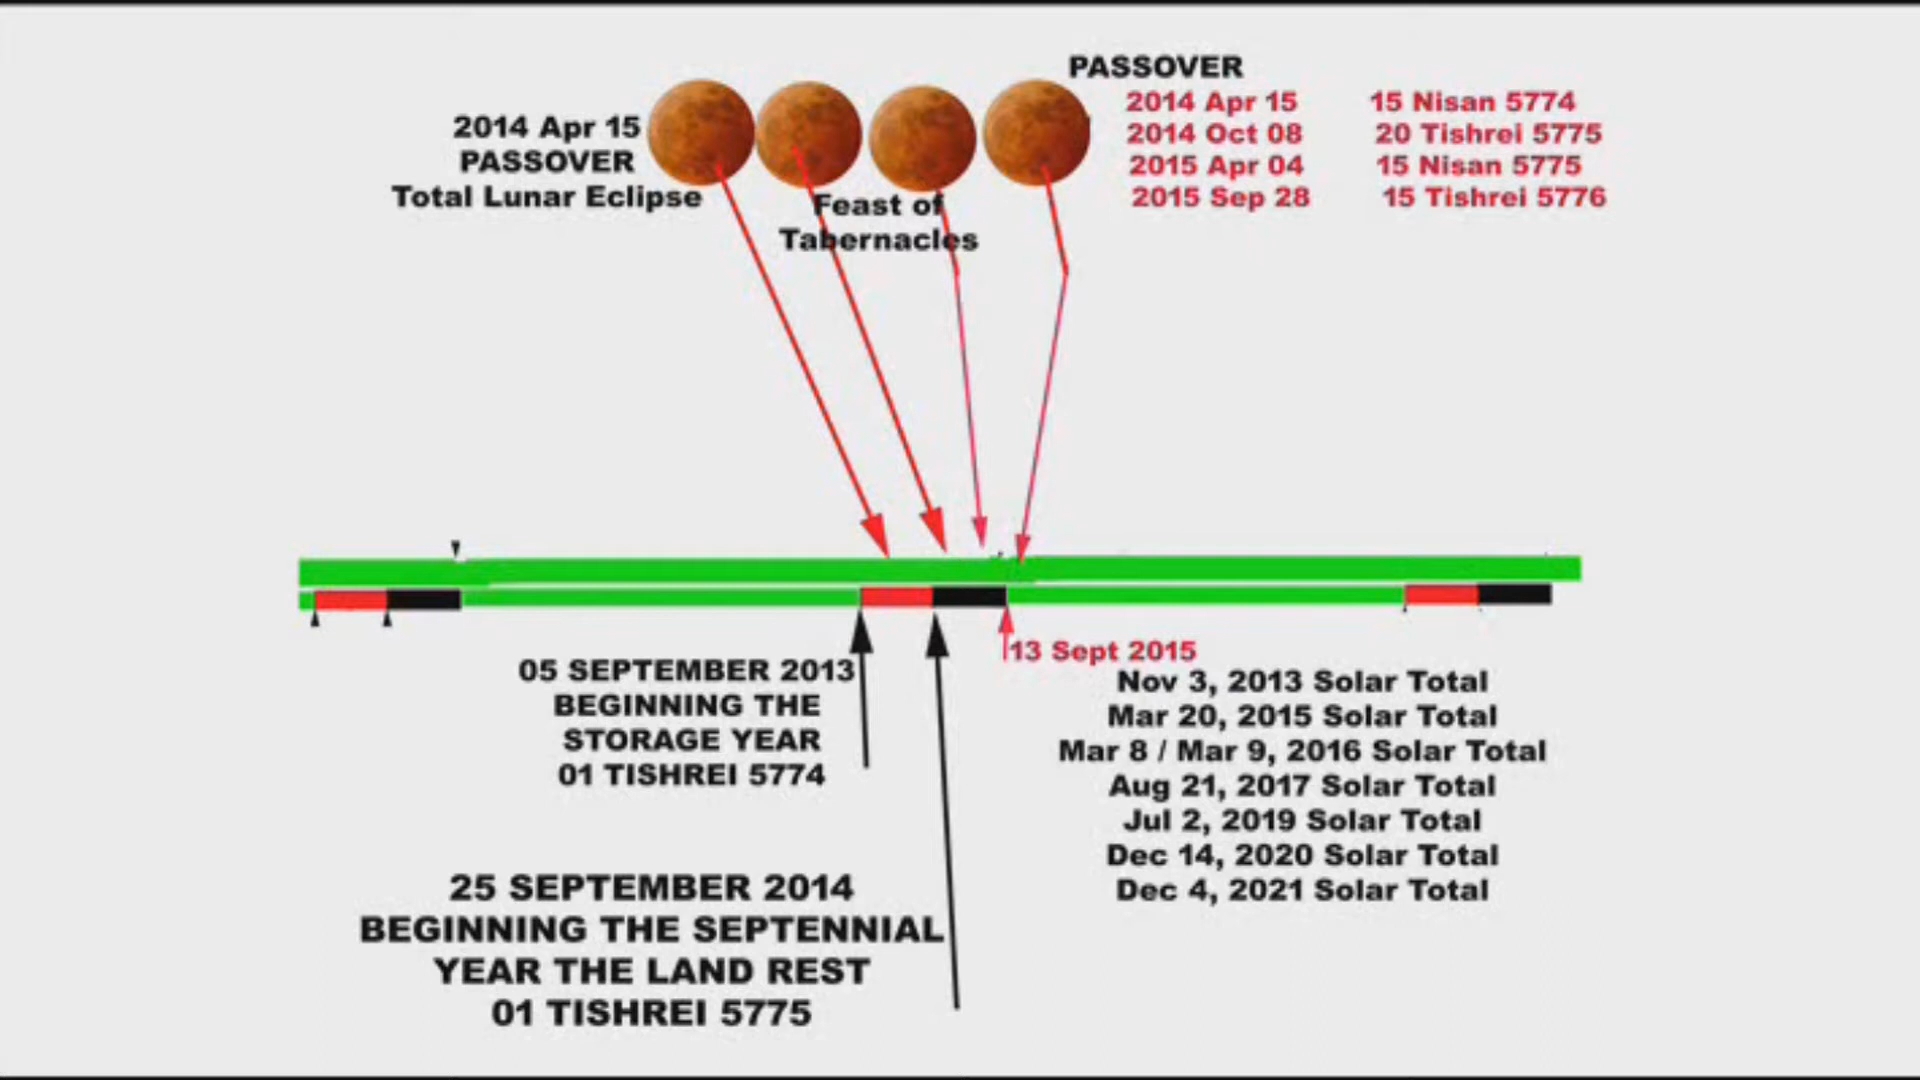 2014 Apr 15
PASSOVER
Total Lunar Eclipse
Feast of
Tabernacles
PASSOVER
2014 Apr 15 15 Nisan 5774
2014 Oct 08 20 Tishrei 5775
2015 Apr 04 15 Nisan 5775
2015 Sep 28 15 Tishrei 5776
05 SEPTEMBER 2013
BEGINNING THE
STORAGE YEAR
01 TISHREI 5774
13 Sept 2015
Nov 3, 2013 Solar Total
Mar 20, 2015 Solar Total
Mar 8 / Mar 9, 2016 Solar Total
Aug 21, 2017 Solar Total
Jul 2, 2019 Solar Total
Dec 14, 2020 Solar Total
Dec 4, 2021 Solar Total
25 SEPTEMBER 2014
BEGINNING THE SEPTENNIAL
YEAR THE LAND REST
01 TISHREI 5775